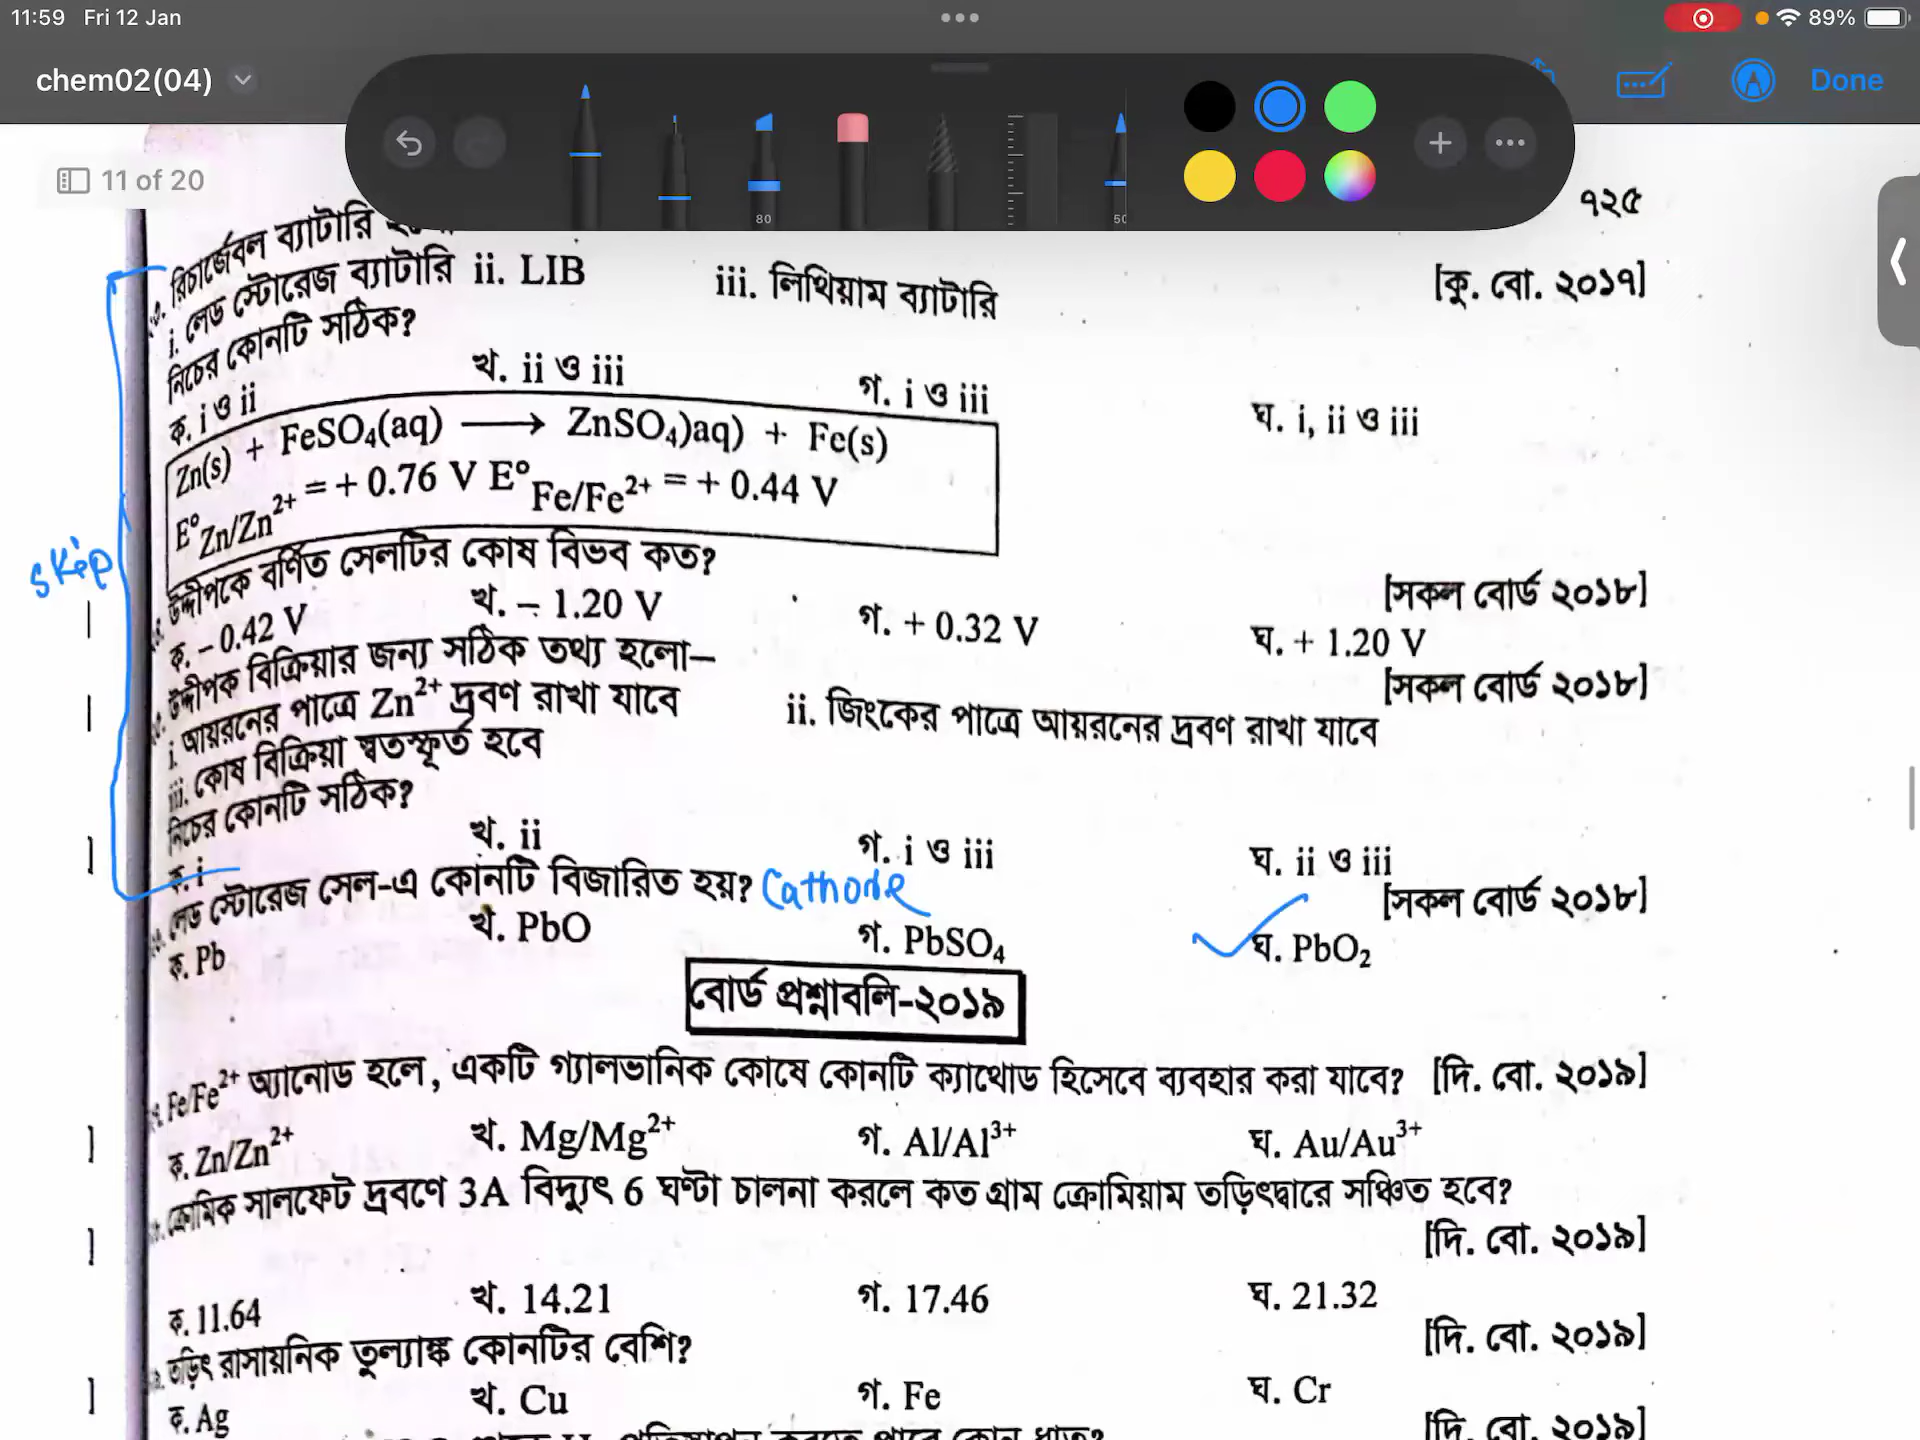 11:59 Fri 12 Jan
89%
chem02(04)
Done
80
50
11 of 20
৭২৫
রিচার্জেবল ব্যাটারি
i. লেড স্টোরেজ ব্যাটারি ii. LIB iii. লিথিয়াম ব্যাটারি [কু. বো. ২০১৭]
নিচের কোনটি সঠিক?
ক. i ও ii খ. ii ও iii গ. i ও iii ঘ. i, ii ও iii
Zn(s) + FeSO₄(aq) ⟶ ZnSO₄)aq) + Fe(s)
E°Zn/Zn²⁺ = + 0.76 V E°Fe/Fe²⁺ = + 0.44 V
skip
উদ্দীপকে বর্ণিত সেলটির কোষ বিভব কত? [সকল বোর্ড ২০১৮]
ক. – 0.42 V খ. – 1.20 V গ. + 0.32 V ঘ. + 1.20 V
উদ্দীপক বিক্রিয়ার জন্য সঠিক তথ্য হলো– [সকল বোর্ড ২০১৮]
i. আয়রনের পাত্রে Zn²⁺ দ্রবণ রাখা যাবে ii. জিংকের পাত্রে আয়রনের দ্রবণ রাখা যাবে
iii. কোষ বিক্রিয়া স্বতস্ফূর্ত হবে
নিচের কোনটি সঠিক?
ক. i খ. ii গ. i ও iii ঘ. ii ও iii
লেড স্টোরেজ সেল-এ কোনটি বিজারিত হয়? Cathode [সকল বোর্ড ২০১৮]
ক. Pb খ. PbO গ. PbSO₄ ঘ. PbO₂
বোর্ড প্রশ্নাবলি-২০১৯
Fe/Fe²⁺ অ্যানোড হলে, একটি গ্যালভানিক কোষে কোনটি ক্যাথোড হিসেবে ব্যবহার করা যাবে? [দি. বো. ২০১৯]
ক. Zn/Zn²⁺ খ. Mg/Mg²⁺ গ. Al/Al³⁺ ঘ. Au/Au³⁺
ক্রোমিক সালফেট দ্রবণে 3A বিদ্যুৎ 6 ঘণ্টা চালনা করলে কত গ্রাম ক্রোমিয়াম তড়িৎদ্বারে সঞ্চিত হবে?
[দি. বো. ২০১৯]
ক. 11.64 খ. 14.21 গ. 17.46 ঘ. 21.32
তড়িৎ রাসায়নিক তুল্যাঙ্ক কোনটির বেশি? [দি. বো. ২০১৯]
ক. Ag খ. Cu গ. Fe ঘ. Cr
[দি. বো. ২০১৯]